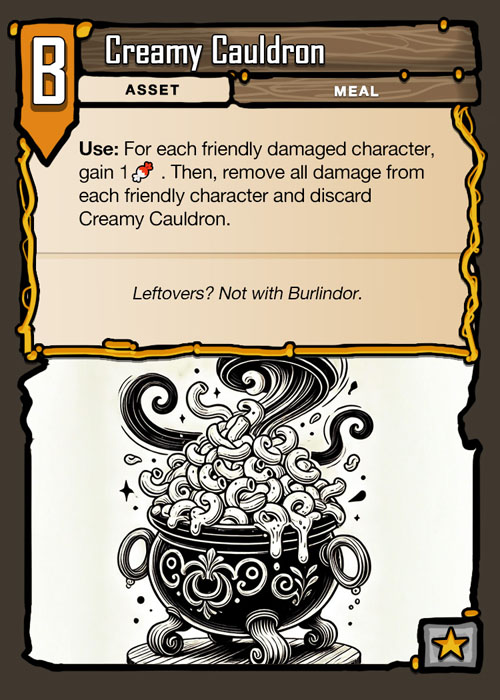 B
Creamy Cauldron
ASSET
MEAL
Use: For each friendly damaged character,
gain 1 . Then, remove all damage from
each friendly character and discard
Creamy Cauldron.
Leftovers? Not with Burlindor.